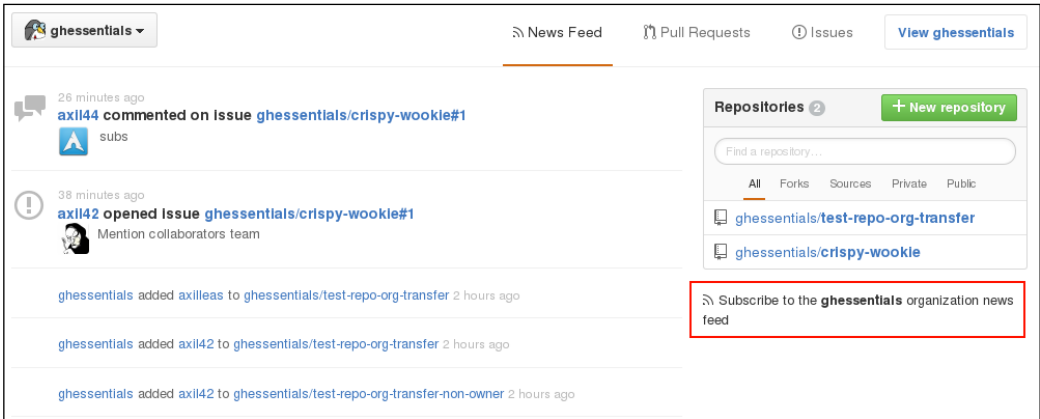 ghessentials
News Feed
Pull Requests
Issues
View ghessentials
26 minutes ago
axil44 commented on issue ghessentials/crispy-wookie#1
subs
38 minutes ago
axil42 opened issue ghessentials/crispy-wookie#1
Mention collaborators team
ghessentials added axilleas to ghessentials/test-repo-org-transfer 2 hours ago
ghessentials added axil42 to ghessentials/test-repo-org-transfer 2 hours ago
ghessentials added axil42 to ghessentials/test-repo-org-transfer-non-owner 2 hours ago
Repositories 2
+ New repository
Find a repository...
All Forks Sources Private Public
ghessentials/test-repo-org-transfer
ghessentials/crispy-wookie
Subscribe to the ghessentials organization news
feed